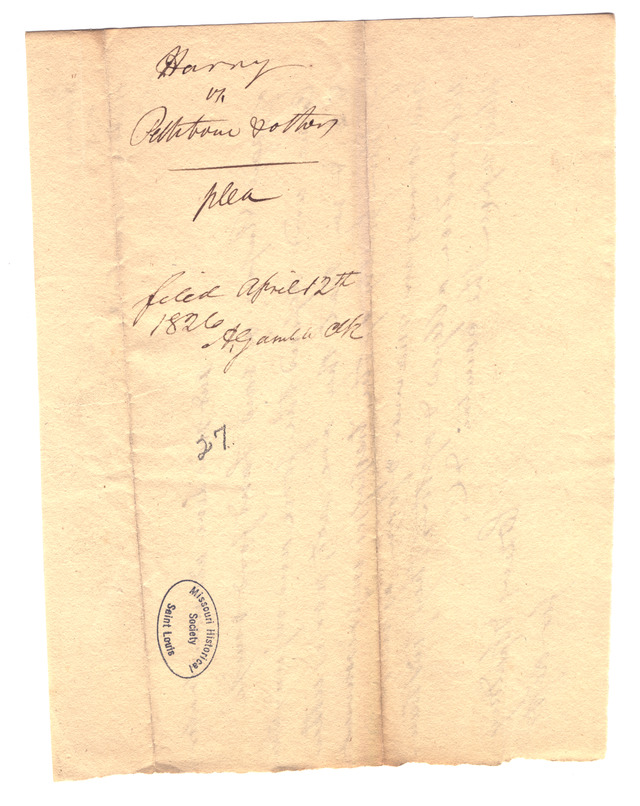 Harry
vs
Pettibone & others
plea
filed April 12th
1826
A Gamble Clk
27
Missouri Historical
Society
Saint Louis